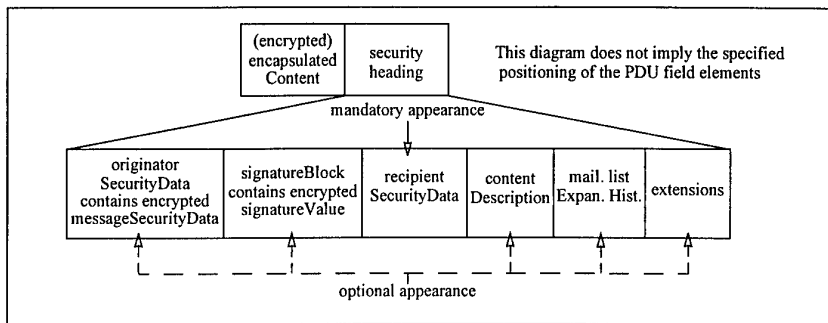 (encrypted)
encapsulated
Content
security
heading
This diagram does not imply the specified
positioning of the PDU field elements
mandatory appearance
originator
SecurityData
contains encrypted
messageSecurityData
signatureBlock
contains encrypted
signatureValue
recipient
SecurityData
content
Description
mail. list
Expan. Hist.
extensions
optional appearance